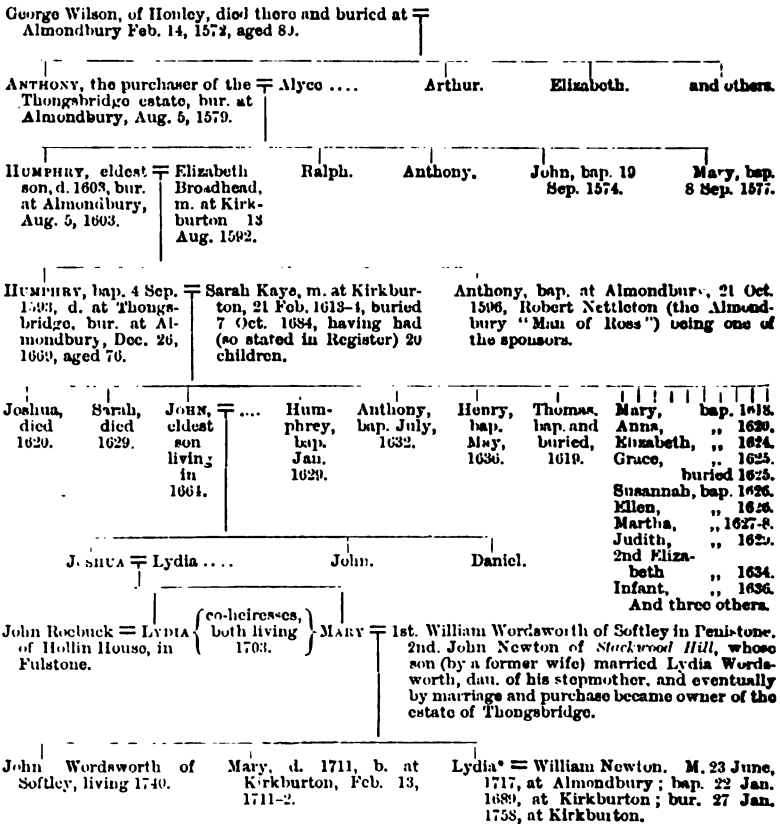 George Wilson, of Honley, died there and buried at
Almondbury Feb. 14, 1572, aged 80.
ANTHONY, the purchaser of the = Alyce .... Arthur. Elizabeth. and others.
Thongsbridge estate, bur. at
Almondbury, Aug. 5, 1579.
HUMPHRY, eldest = Elizabeth Ralph. Anthony. John, bap. 19 Mary, bap.
son, d. 1603, bur. Broadhead, Sep. 1574. 8 Sep. 1577.
at Almondbury, m. at Kirk-
Aug. 5, 1603. burton 13
Aug. 1592.
HUMPHRY, bap. 4 Sep. = Sarah Kaye, m. at Kirkbur- Anthony, bap. at Almondbury, 21 Oct.
1593, d. at Thongs- ton, 21 Feb. 1613-4, buried 1596, Robert Nettleton (the Almond-
bridge, bur. at Al- 7 Oct. 1684, having had bury "Man of Ross") being one of
mondbury, Dec. 26, (so stated in Register) 20 the sponsors.
1669, aged 76. children.
Joshua, Sarah, JOHN, = .... Hum- Anthony, Henry, Thomas, Mary, bap. 1618.
died died eldest phrey, bap. July, bap. bap. and Anna, „ 1620.
1620. 1629. son bap. 1632. May, buried, Elizabeth, „ 1624.
living Jan. 1636. 1619. Grace, „ 1625.
in 1629. buried 1625.
1664. Susannah, bap. 1626.
Ellen, „ 1626.
Martha, „ 1627-8.
Judith, „
2nd Eliza-
JOSHUA = Lydia .... John. Daniel. beth „ 1634.
Infant, „ 1636.
And three others.
John Roebuck = LYDIA { co-heiresses, } MARY = 1st. William Wordsworth of Softley in Penistone.
of Hollin House, in both living 2nd. John Newton of Stackwood Hill, whose
Fulstone. 1703. son (by a former wife) married Lydia Words-
worth, dau. of his stepmother, and eventually
by marriage and purchase became owner of the
estate of Thongsbridge.
John Wordsworth of Mary, d. 1711, b. at Lydia* = William Newton. M. 23 June,
Softley, living 1740. Kirkburton, Feb. 13, 1717, at Almondbury; bap. 22 Jan.
1711-2. 1689, at Kirkburton; bur. 27 Jan.
1758, at Kirkburton.